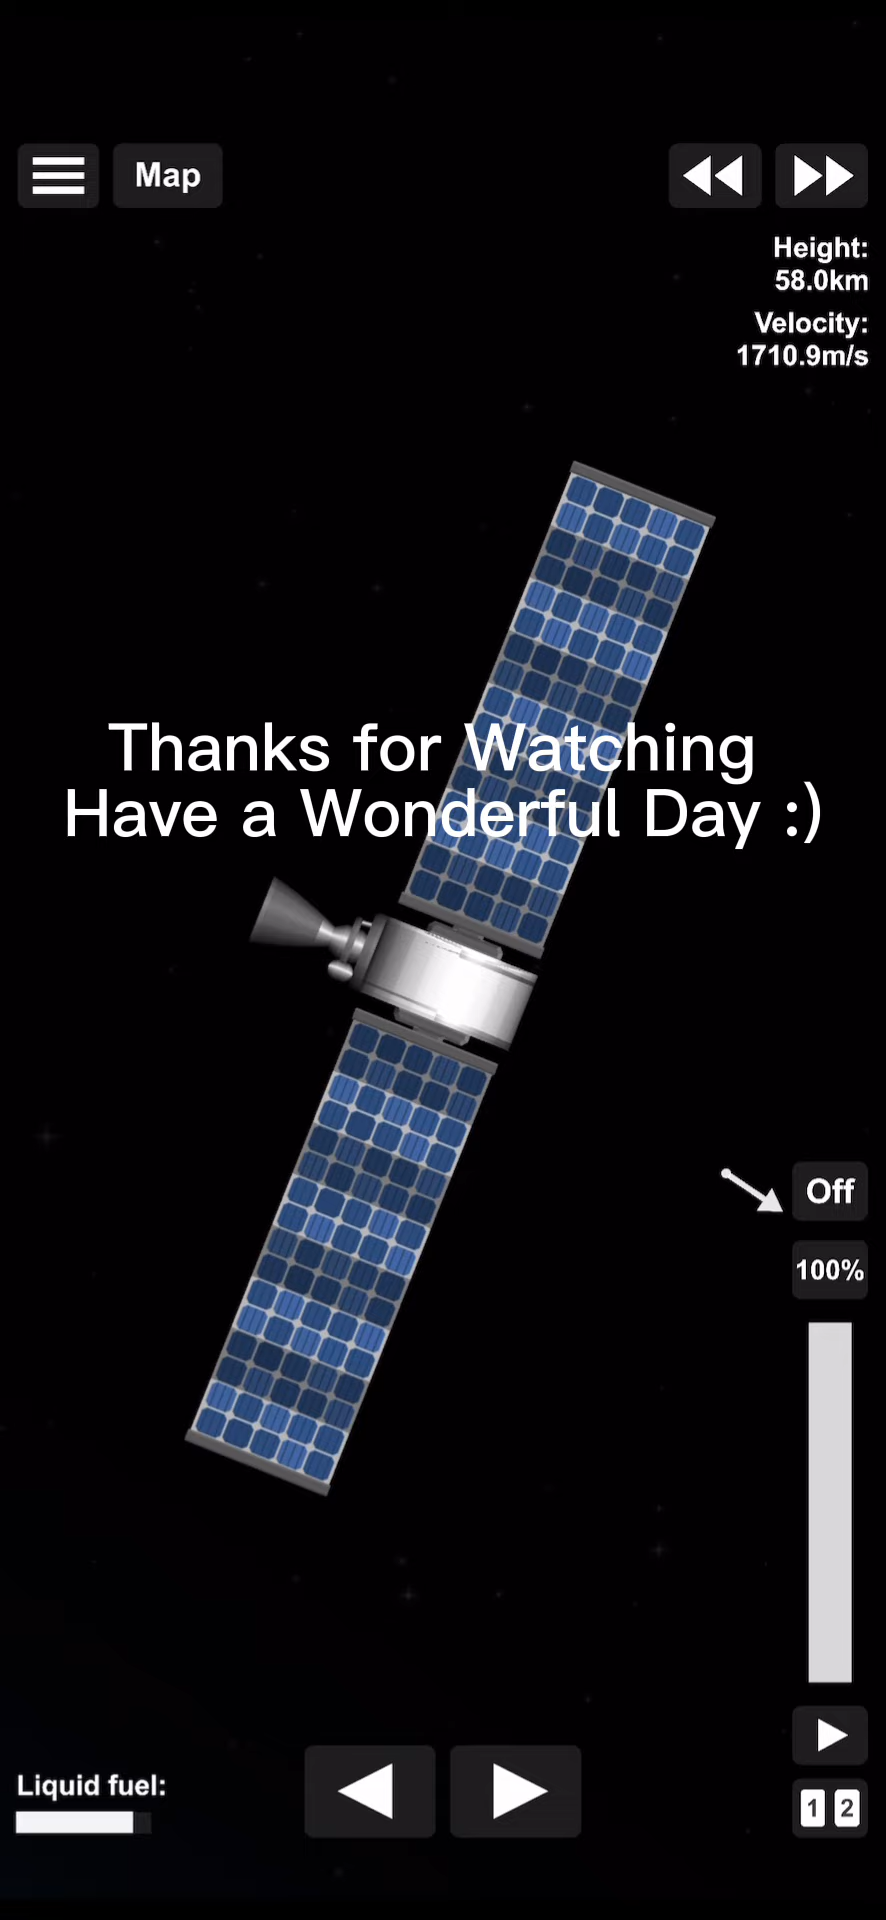 Map
Height:
58.0km
Velocity:
1710.9m/s
Thanks for Watching
Have a Wonderful Day :)
Off
100%
Liquid fuel:
1 2